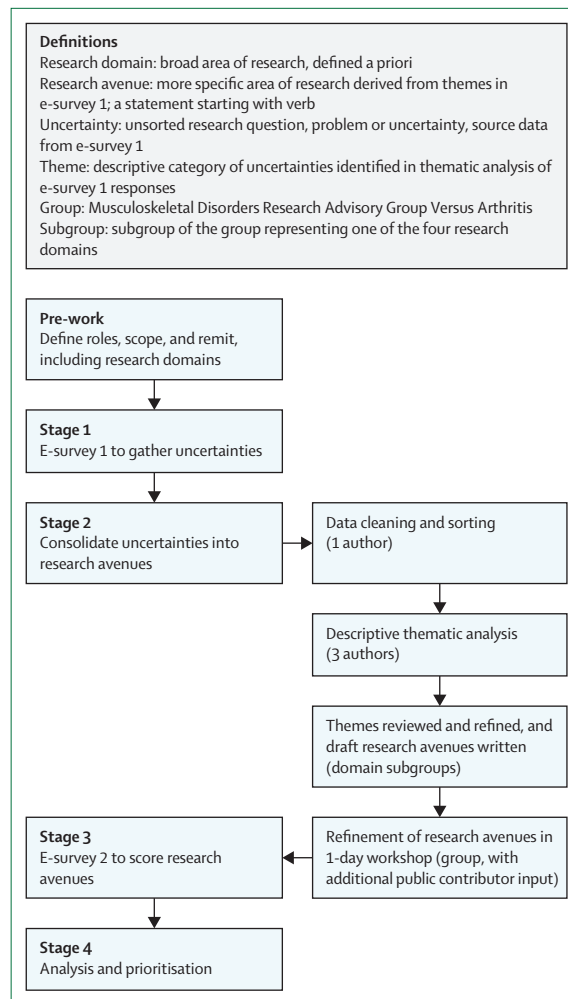 Definitions
Research domain: broad area of research, defined a priori
Research avenue: more specific area of research derived from themes in
e-survey 1; a statement starting with verb
Uncertainty: unsorted research question, problem or uncertainty, source data
from e-survey 1
Theme: descriptive category of uncertainties identified in thematic analysis of
e-survey 1 responses
Group: Musculoskeletal Disorders Research Advisory Group Versus Arthritis
Subgroup: subgroup of the group representing one of the four research
domains
Pre-work
Define roles, scope, and remit,
including research domains
Stage 1
E-survey 1 to gather uncertainties
Stage 2
Consolidate uncertainties into
research avenues
Data cleaning and sorting
(1 author)
Descriptive thematic analysis
(3 authors)
Themes reviewed and refined, and
draft research avenues written
(domain subgroups)
Refinement of research avenues in
1-day workshop (group, with
additional public contributor input)
Stage 3
E-survey 2 to score research
avenues
Stage 4
Analysis and prioritisation